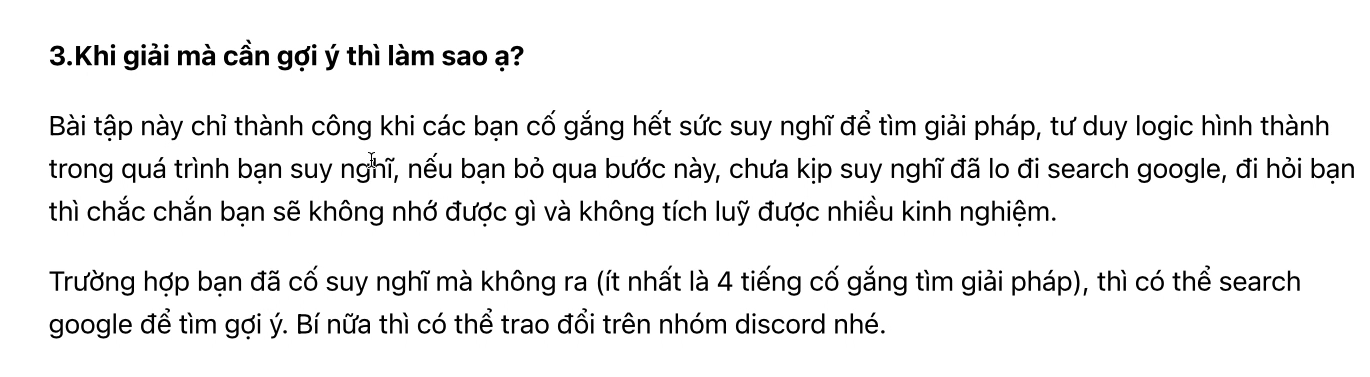 3.Khi giải mà cần gợi ý thì làm sao ạ?
Bài tập này chỉ thành công khi các bạn cố gắng hết sức suy nghĩ để tìm giải pháp, tư duy logic hình thành
trong quá trình bạn suy nghĩ, nếu bạn bỏ qua bước này, chưa kịp suy nghĩ đã lo đi search google, đi hỏi bạn
thì chắc chắn bạn sẽ không nhớ được gì và không tích luỹ được nhiều kinh nghiệm.
Trường hợp bạn đã cố suy nghĩ mà không ra (ít nhất là 4 tiếng cố gắng tìm giải pháp), thì có thể search
google để tìm gợi ý. Bí nữa thì có thể trao đổi trên nhóm discord nhé.